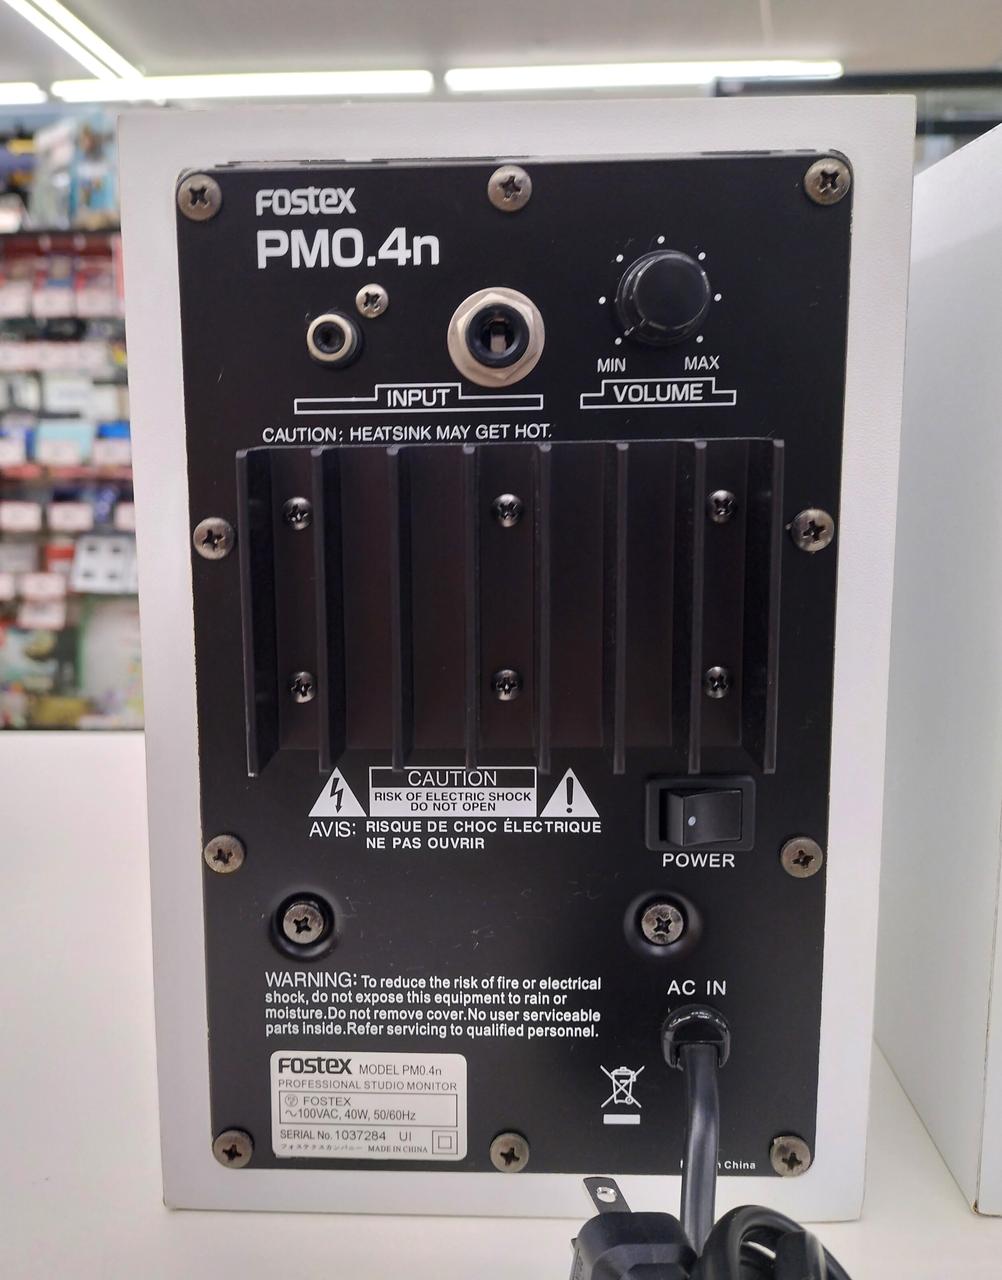 FOSTEX
PM0.4n
MIN MAX
INPUT
VOLUME
CAUTION: HEATSINK MAY GET HOT.
CAUTION
RISK OF ELECTRIC SHOCK
DO NOT OPEN
AVIS: RISQUE DE CHOC ÉLECTRIQUE
NE PAS OUVRIR
POWER
WARNING: To reduce the risk of fire or electrical
shock, do not expose this equipment to rain or
moisture.Do not remove cover.No user serviceable
parts inside.Refer servicing to qualified personnel.
AC IN
FOSTEX MODEL PM0.4n
PROFESSIONAL STUDIO MONITOR
FOSTEX
~100VAC, 40W, 50/60Hz
SERIAL No. 1037284 UI
フォステクスカンパニー MADE IN CHINA
China